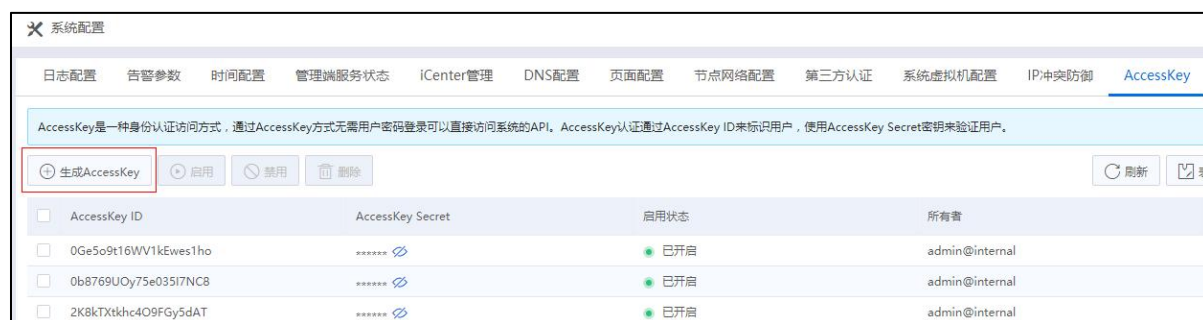 系统配置
日志配置 告警参数 时间配置 管理端服务状态 iCenter管理 DNS配置 页面配置 节点网络配置 第三方认证 系统虚拟机配置 IP冲突防御 AccessKey
AccessKey是一种身份认证访问方式，通过AccessKey方式无需用户密码登录可以直接访问系统的API。AccessKey认证通过AccessKey ID来标识用户，使用AccessKey Secret密钥来验证用户。
生成AccessKey 启用 禁用 删除 刷新
AccessKey ID AccessKey Secret 启用状态 所有者
0Ge5o9t16WV1kEwes1ho ****** 已开启 admin@internal
0b8769UOy75e035I7NC8 ****** 已开启 admin@internal
2K8kTXtkhc4O9FGy5dAT ****** 已开启 admin@internal